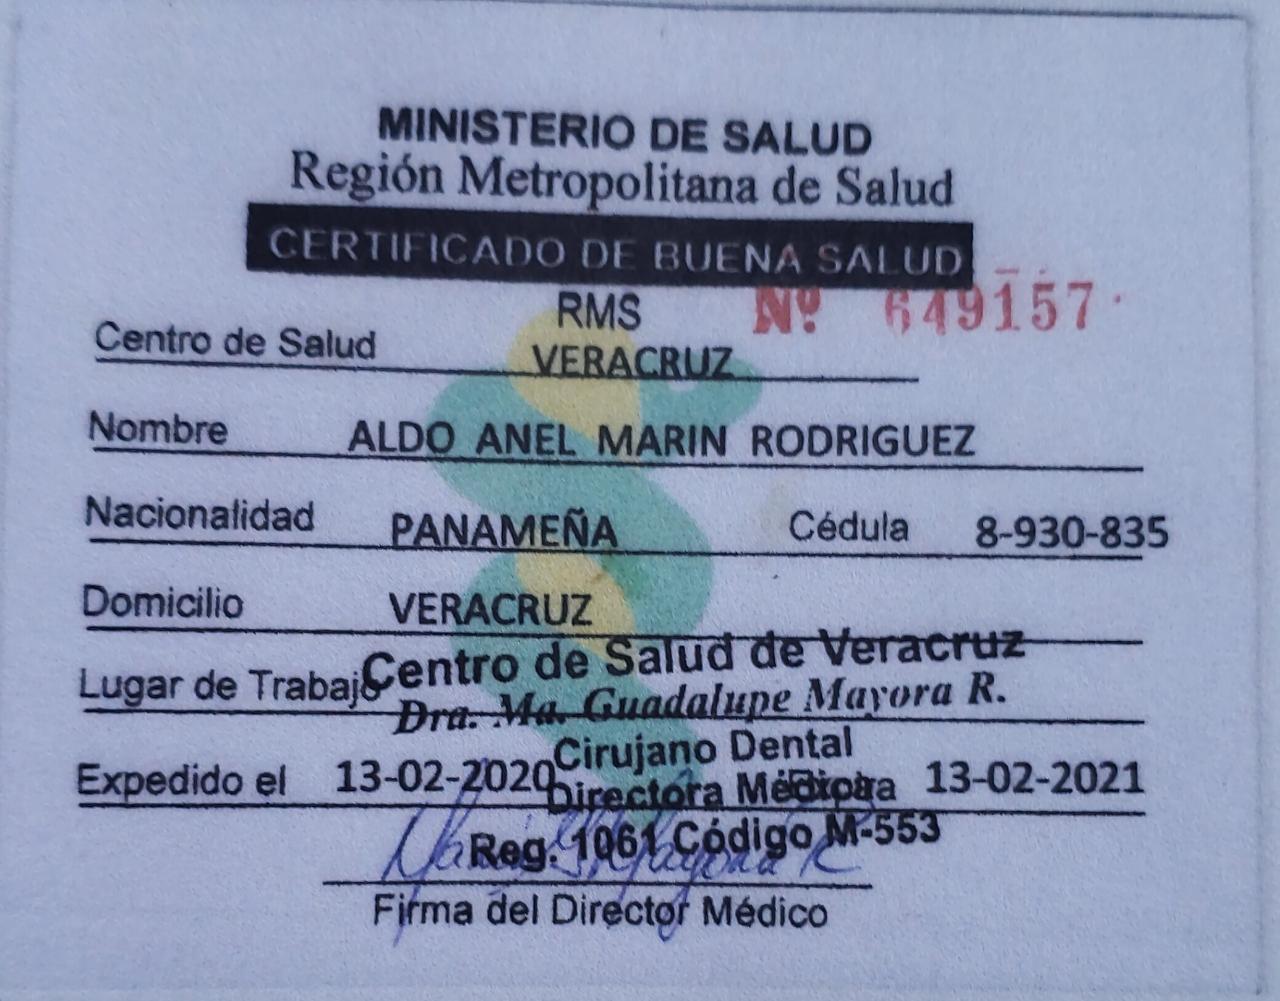 MINISTERIO DE SALUD
Región Metropolitana de Salud
CERTIFICADO DE BUENA SALUD
RMS Nº 649157
Centro de Salud VERACRUZ
Nombre ALDO ANEL MARIN RODRIGUEZ
Nacionalidad PANAMEÑA Cédula 8-930-835
Domicilio VERACRUZ
Centro de Salud de Veracruz
Lugar de Trabajo
Dra. Ma. Guadalupe Mayora R.
Cirujano Dental
Expedido el 13-02-2020 13-02-2021
Directora Médica
Reg. 1061 Código M-553
Firma del Director Médico